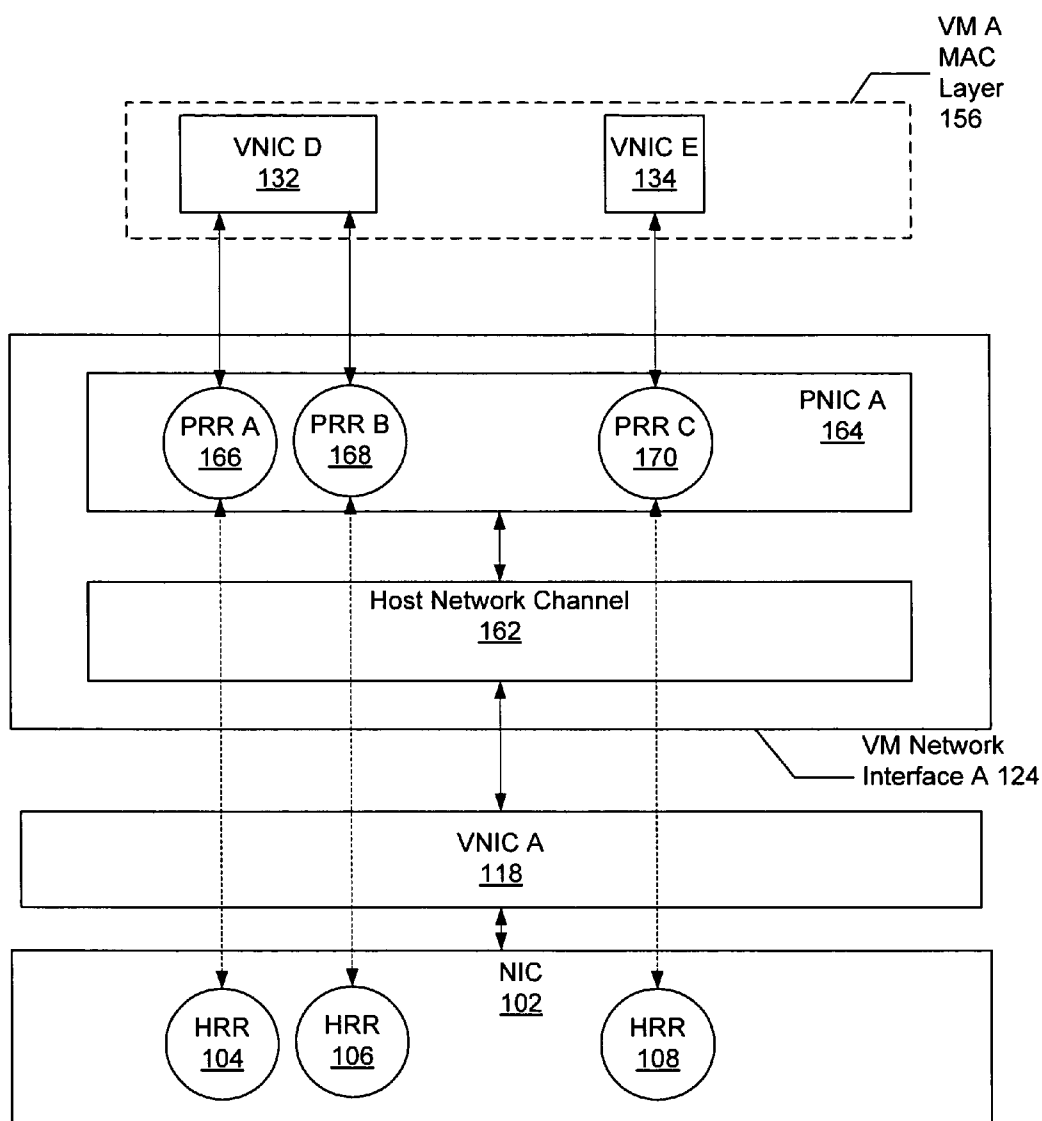 VM A
MAC
Layer
156
VNIC D
132
VNIC E
134
PRR A
166
PRR B
168
PRR C
170
PNIC A
164
Host Network Channel
162
VM Network
Interface A 124
VNIC A
118
NIC
102
HRR
104
HRR
106
HRR
108